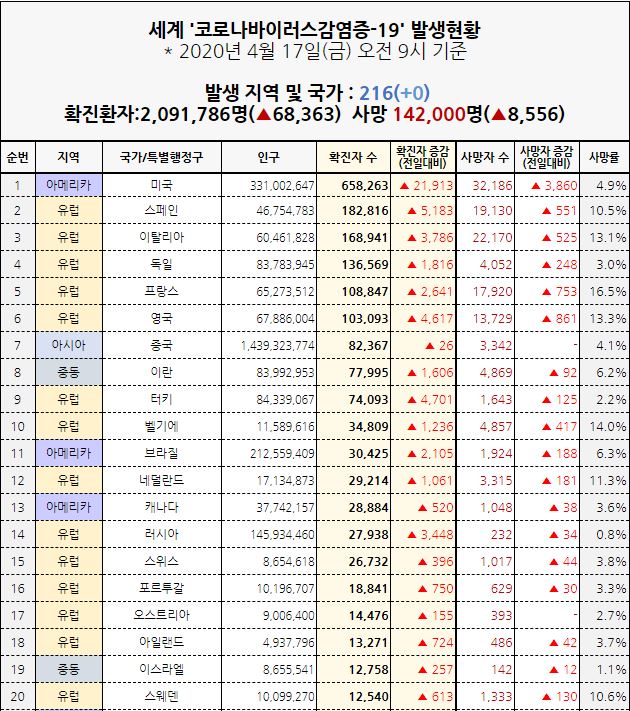 세계 '코로나바이러스감염증-19' 발생현황
* 2020년 4월 17일(금) 오전 9시 기준
발생 지역 및 국가 : 216(+0)
확진환자:2,091,786명(▲68,363) 사망 142,000명(▲8,556)
순번 지역 국가/특별행정구 인구 확진자 수 확진자 증감 (전일대비) 사망자 수 사망자 증감 (전일대비) 사망률
1 아메리카 미국 331,002,647 658,263 ▲ 21,913 32,186 ▲ 3,860 4.9%
2 유럽 스페인 46,754,783 182,816 ▲ 5,183 19,130 ▲ 551 10.5%
3 유럽 이탈리아 60,461,828 168,941 ▲ 3,786 22,170 ▲ 525 13.1%
4 유럽 독일 83,783,945 136,569 ▲ 1,816 4,052 ▲ 248 3.0%
5 유럽 프랑스 65,273,512 108,847 ▲ 2,641 17,920 ▲ 753 16.5%
6 유럽 영국 67,886,004 103,093 ▲ 4,617 13,729 ▲ 861 13.3%
7 아시아 중국 1,439,323,774 82,367 ▲ 26 3,342 - 4.1%
8 중동 이란 83,992,953 77,995 ▲ 1,606 4,869 ▲ 92 6.2%
9 유럽 터키 84,339,067 74,093 ▲ 4,701 1,643 ▲ 125 2.2%
10 유럽 벨기에 11,589,616 34,809 ▲ 1,236 4,857 ▲ 417 14.0%
11 아메리카 브라질 212,559,409 30,425 ▲ 2,105 1,924 ▲ 188 6.3%
12 유럽 네덜란드 17,134,873 29,214 ▲ 1,061 3,315 ▲ 181 11.3%
13 아메리카 캐나다 37,742,157 28,884 ▲ 520 1,048 ▲ 38 3.6%
14 유럽 러시아 145,934,460 27,938 ▲ 3,448 232 ▲ 34 0.8%
15 유럽 스위스 8,654,618 26,732 ▲ 396 1,017 ▲ 44 3.8%
16 유럽 포르투갈 10,196,707 18,841 ▲ 750 629 ▲ 30 3.3%
17 유럽 오스트리아 9,006,400 14,476 ▲ 155 393 - 2.7%
18 유럽 아일랜드 4,937,796 13,271 ▲ 724 486 ▲ 42 3.7%
19 중동 이스라엘 8,655,541 12,758 ▲ 257 142 ▲ 12 1.1%
20 유럽 스웨덴 10,099,270 12,540 ▲ 613 1,333 ▲ 130 10.6%